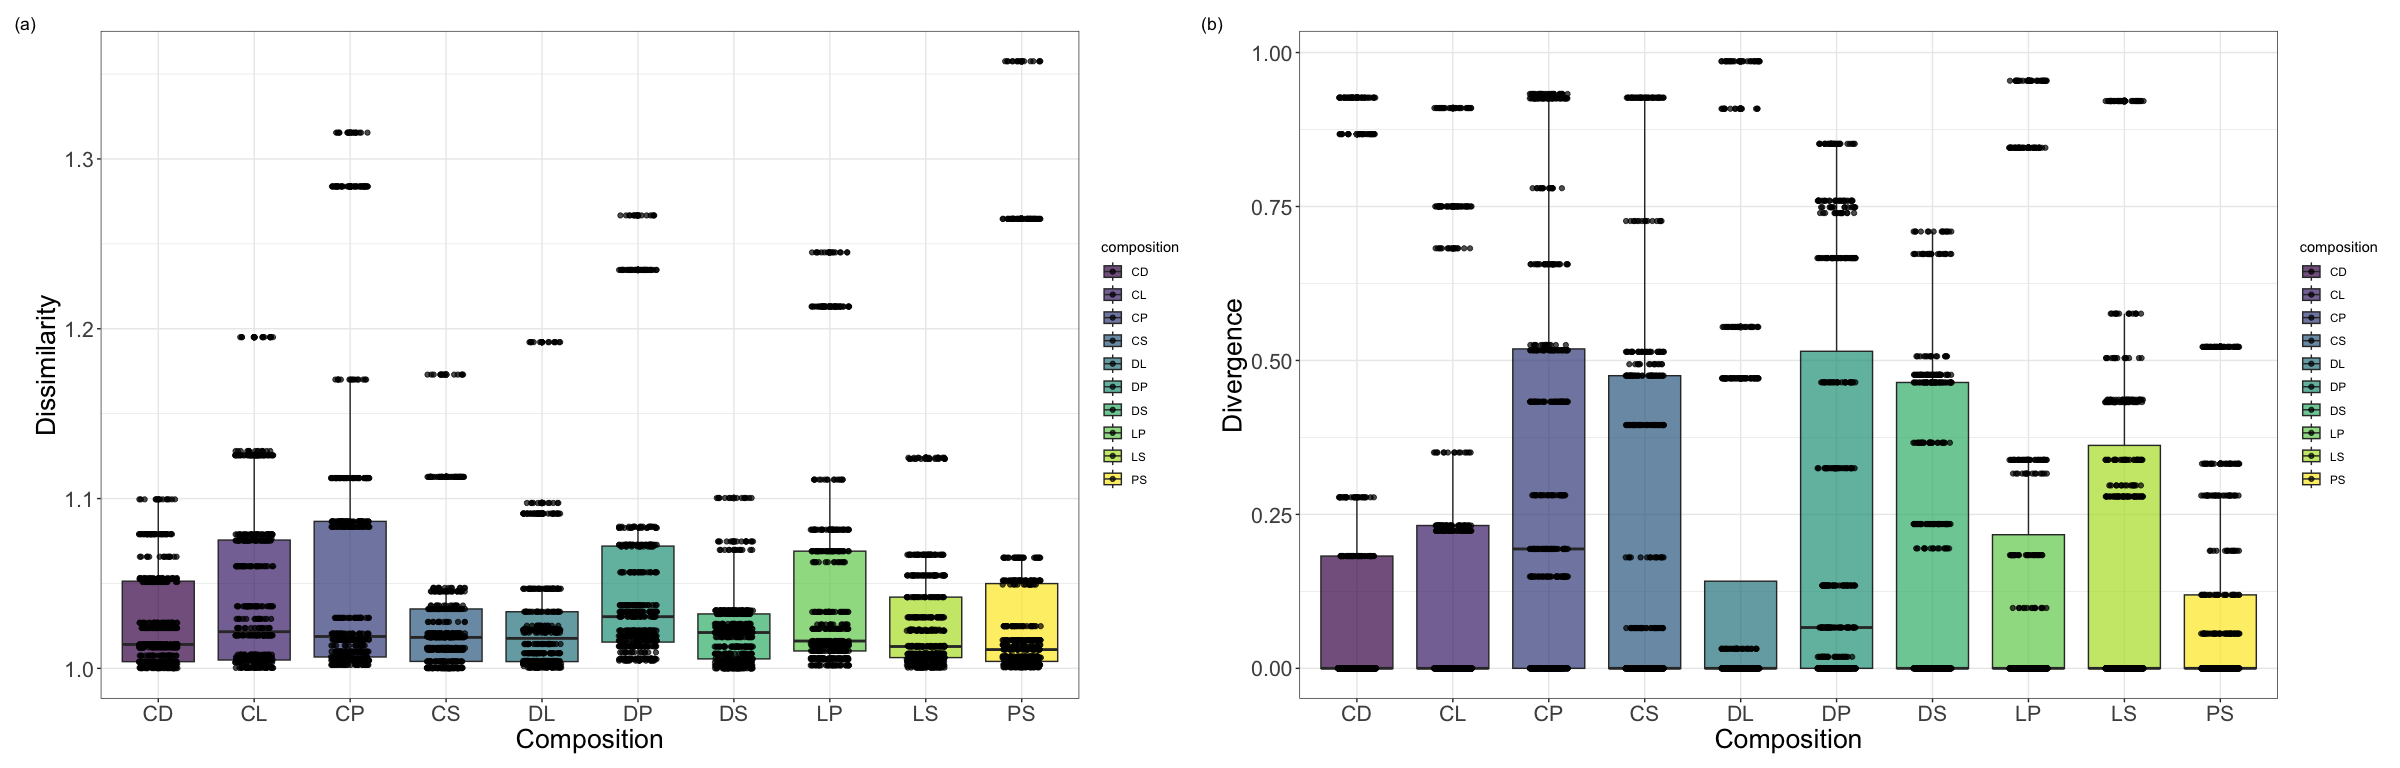 (a)
Dissimilarity
1.3
1.2
1.1
1.0
CD CL CP CS DL DP DS LP LS PS
Composition
composition
CD
CL
CP
CS
DL
DP
DS
LP
LS
PS
(b)
Divergence
1.00
0.75
0.50
0.25
0.00
CD CL CP CS DL DP DS LP LS PS
Composition
composition
CD
CL
CP
CS
DL
DP
DS
LP
LS
PS